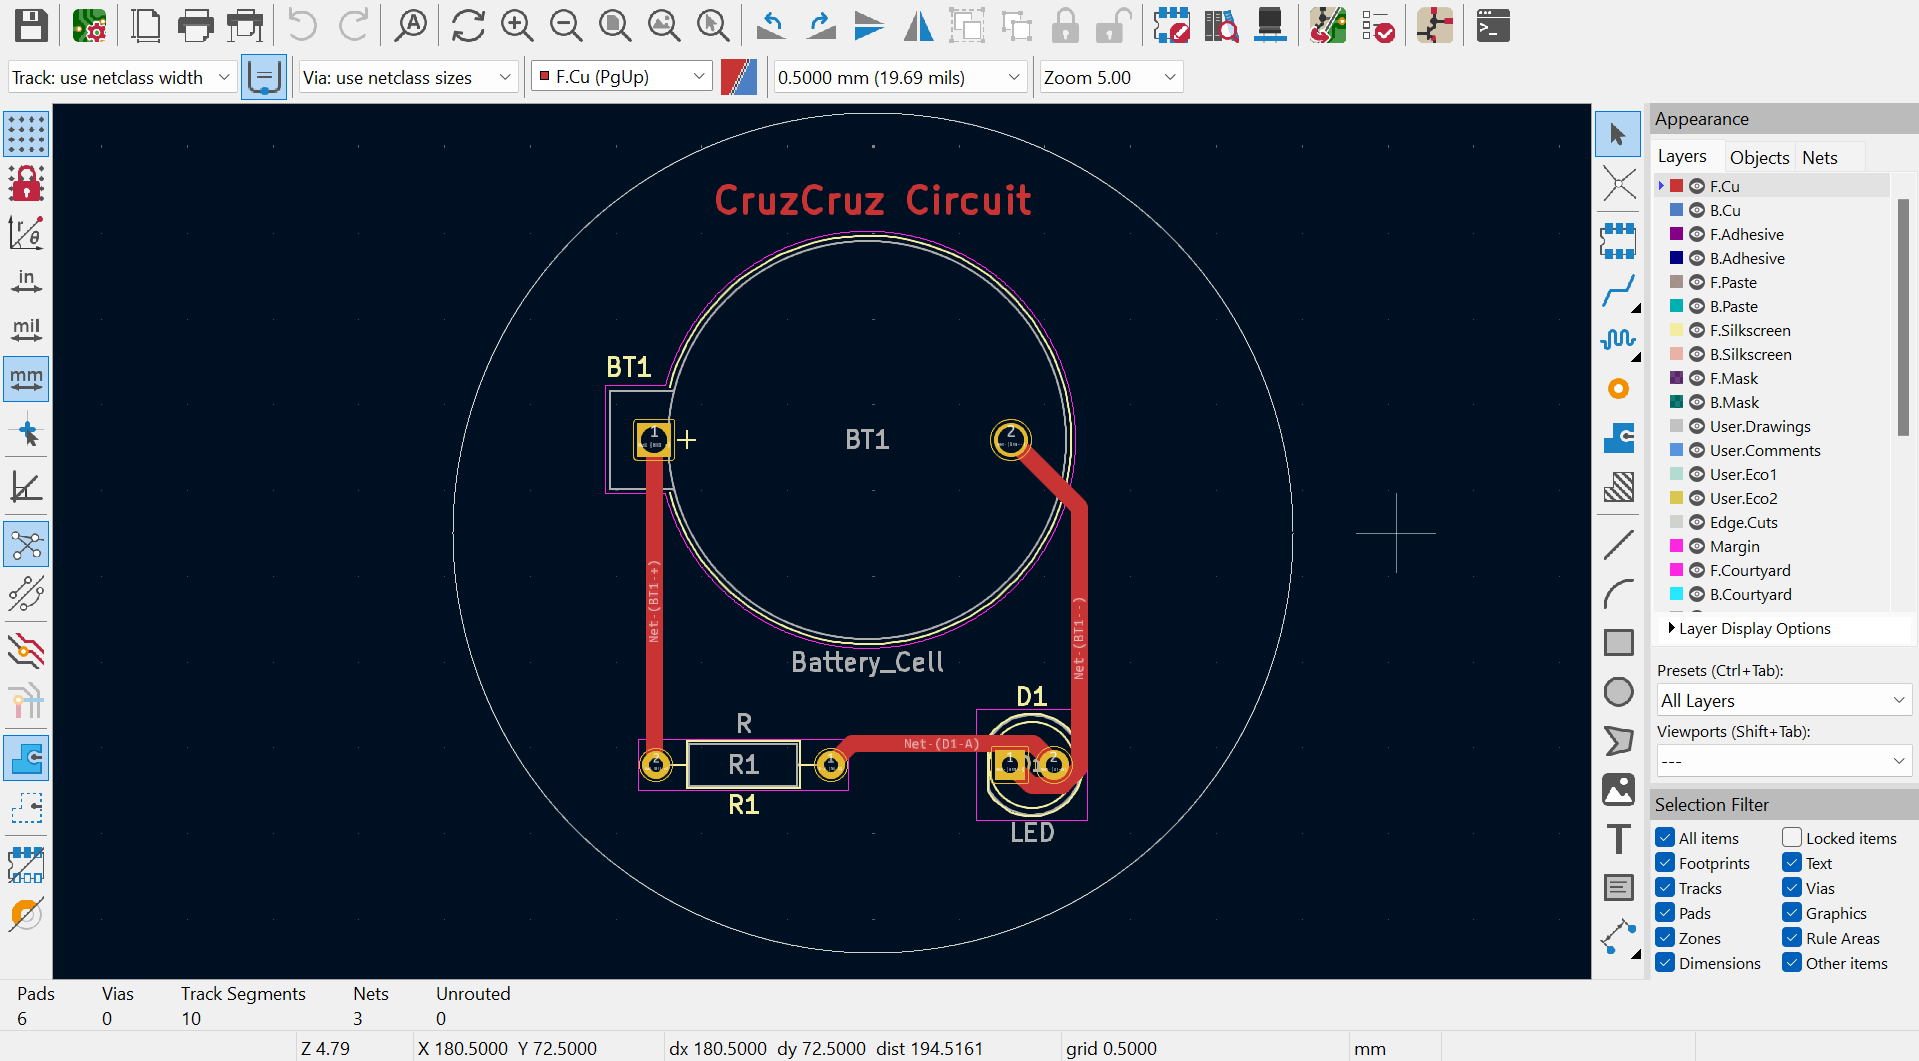 Track: use netclass width
Via: use netclass sizes
F.Cu (PgUp)
0.5000 mm (19.69 mils)
Zoom 5.00
in
mil
mm
CruzCruz Circuit
BT1
1
+
BT1
2
Net-(BT1-+)
Net-(BT1--)
Battery_Cell
D1
R
Net-(D1-A)
2
R1
1
1
2
R1
LED
Appearance
Layers
Objects
Nets
F.Cu
B.Cu
F.Adhesive
B.Adhesive
F.Paste
B.Paste
F.Silkscreen
B.Silkscreen
F.Mask
B.Mask
User.Drawings
User.Comments
User.Eco1
User.Eco2
Edge.Cuts
Margin
F.Courtyard
B.Courtyard
Layer Display Options
Presets (Ctrl+Tab):
All Layers
Viewports (Shift+Tab):
---
Selection Filter
All items
Locked items
Footprints
Text
Tracks
Vias
Pads
Graphics
Zones
Rule Areas
Dimensions
Other items
Pads
Vias
Track Segments
Nets
Unrouted
6
0
10
3
0
Z 4.79
X 180.5000 Y 72.5000
dx 180.5000 dy 72.5000 dist 194.5161
grid 0.5000
mm